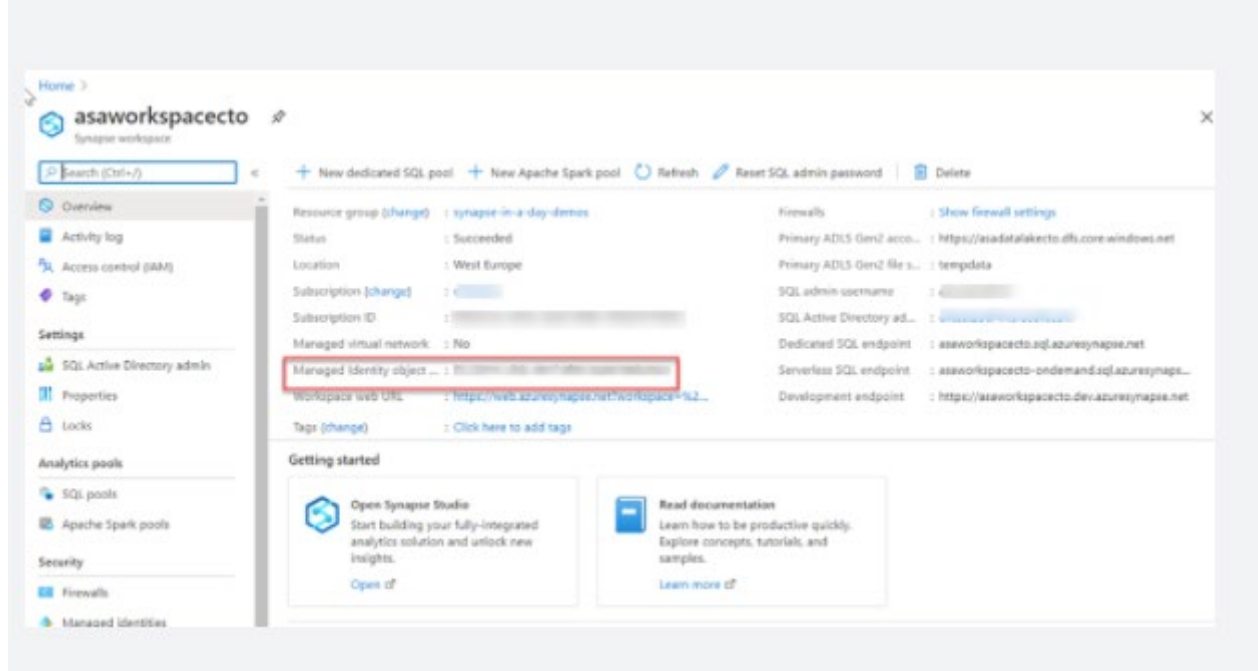 Home >
asaworkspacecto
Synapse workspace
Search (Ctrl+/)
«
+ New dedicated SQL pool + New Apache Spark pool Refresh Reset SQL admin password Delete
Overview
Activity log
Access control (IAM)
Tags
Settings
SQL Active Directory admin
Properties
Locks
Analytics pools
SQL pools
Apache Spark pools
Security
Firewalls
Managed identities
Resource group (change) : synapse-in-a-day-demos
Status : Succeeded
Location : West Europe
Subscription (change) :
Subscription ID :
Managed virtual network : No
Managed Identity object ... :
Workspace web URL : https://web.azuresynapse.net?workspace=%2...
Tags (change) : Click here to add tags
Firewalls : Show firewall settings
Primary ADLS Gen2 acco... : https://asadatalakecto.dfs.core.windows.net
Primary ADLS Gen2 file s... : tempdata
SQL admin username :
SQL Active Directory ad... :
Dedicated SQL endpoint : asaworkspacecto.sql.azuresynapse.net
Serverless SQL endpoint : asaworkspacecto-ondemand.sql.azuresynaps...
Development endpoint : https://asaworkspacecto.dev.azuresynapse.net
Getting started
Open Synapse Studio
Start building your fully-integrated
analytics solution and unlock new
insights.
Open
Read documentation
Learn how to be productive quickly.
Explore concepts, tutorials, and
samples.
Learn more